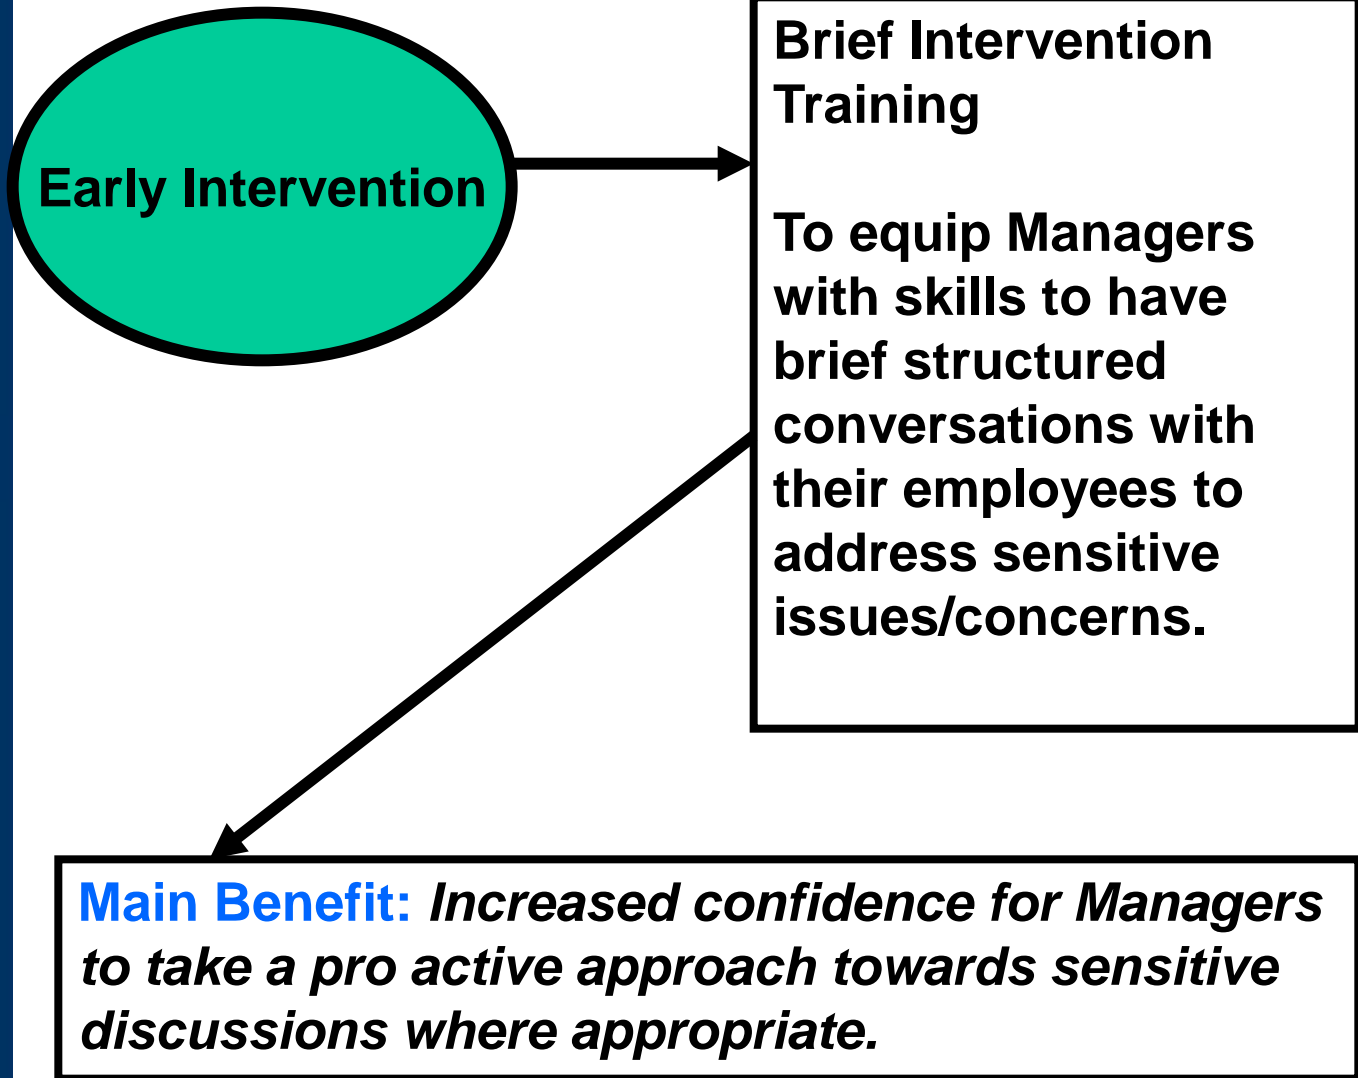 Early Intervention
Brief Intervention
Training
To equip Managers
with skills to have
brief structured
conversations with
their employees to
address sensitive
issues/concerns.
Main Benefit: Increased confidence for Managers
to take a pro active approach towards sensitive
discussions where appropriate.